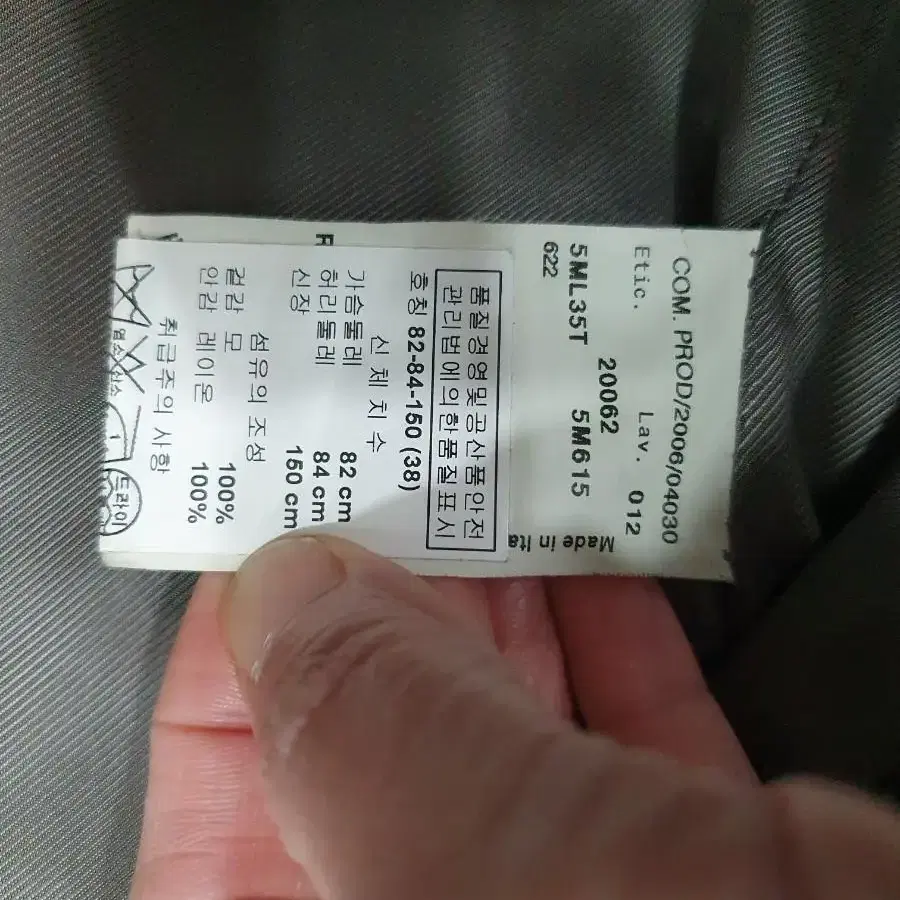 COM. PROD/2006/04030
Etic. Lav. 012
20062
5ML35T 5M615
622
Made in Ita
품질경영및공산품안전
관리법에의한품질표시
호칭 82-84-150 (38)
신체치수
가슴둘레 82 cm
허리둘레 84 cm
신장 150 cm
섬유의 조성
겉감 모 100%
안감 레이온 100%
취급주의 사항
염소산소
드라이